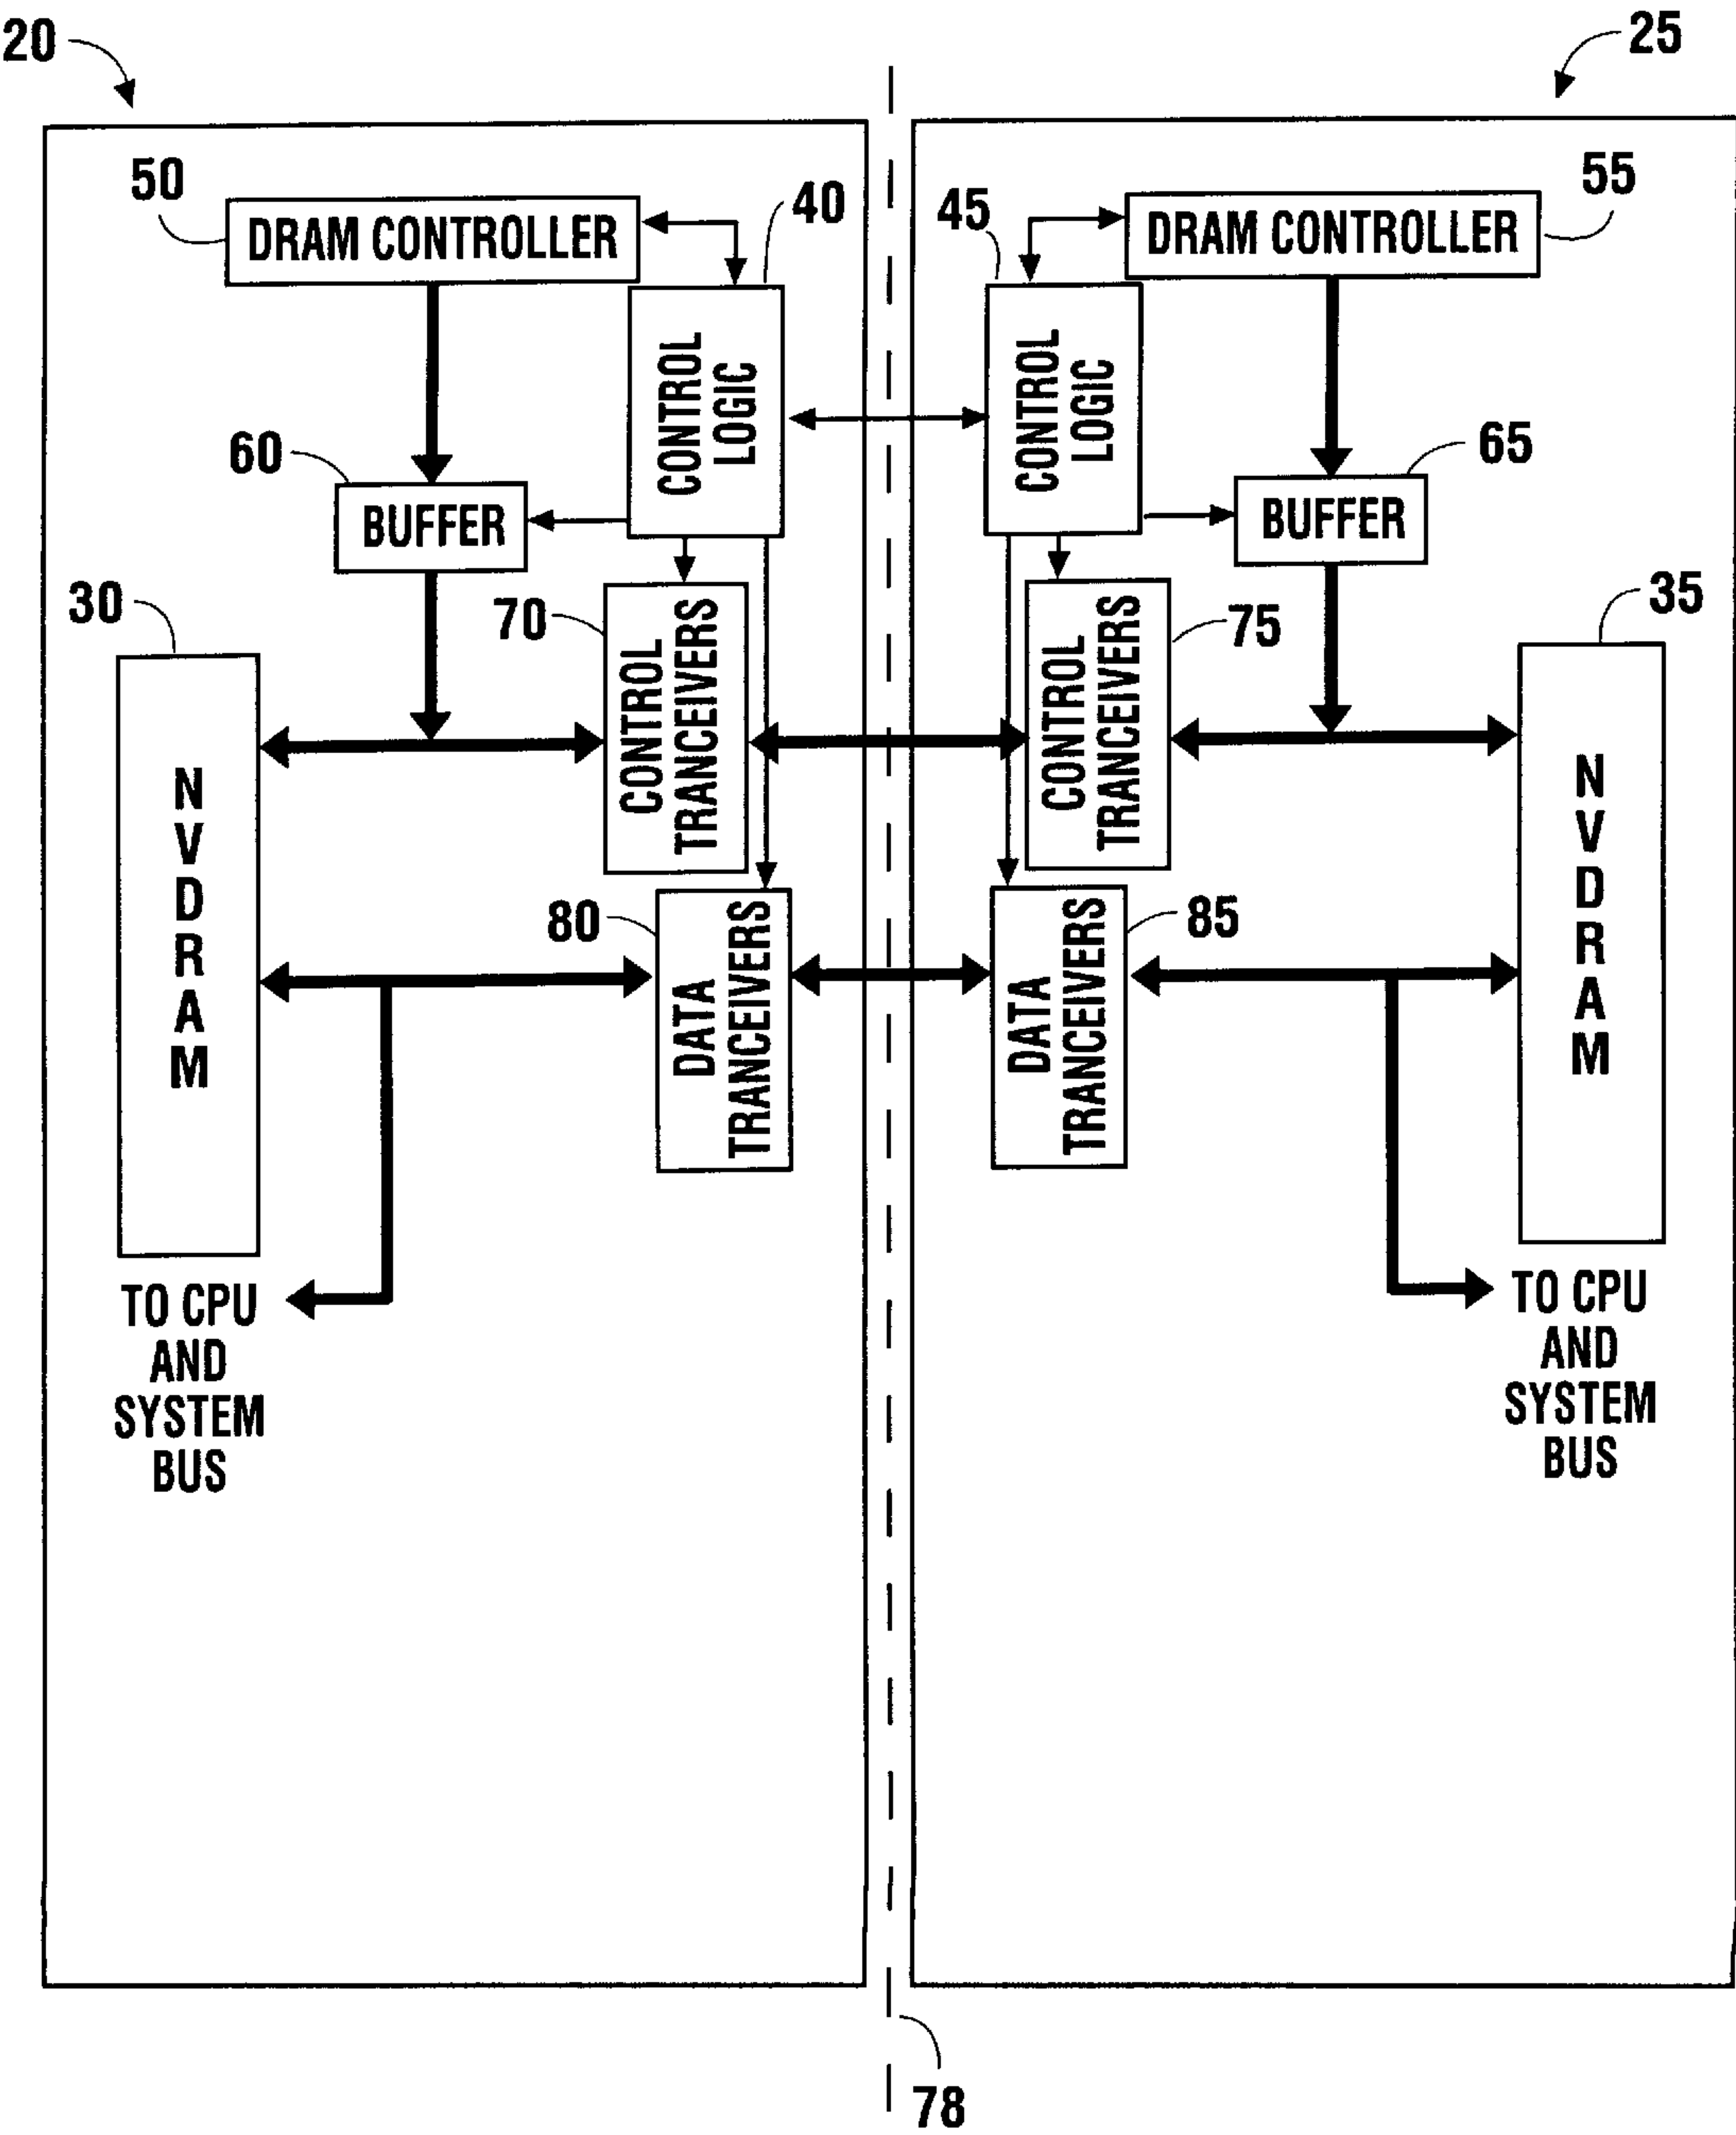 20
25
50
DRAM CONTROLLER
40
45
DRAM CONTROLLER
55
CONTROL
LOGIC
CONTROL
LOGIC
60
BUFFER
65
BUFFER
30
70
CONTROL
TRANCEIVERS
CONTROL
TRANCEIVERS
75
35
NVDRAM
NVDRAM
80
DATA
TRANCEIVERS
DATA
TRANCEIVERS
85
TO CPU
AND
SYSTEM
BUS
TO CPU
AND
SYSTEM
BUS
78